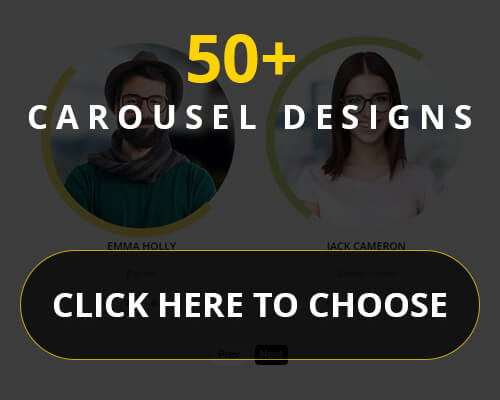 50+
CAROUSEL DESIGNS
EMMA HOLLY
JACK CAMERON
CLICK HERE TO CHOOSE
Prev
Next